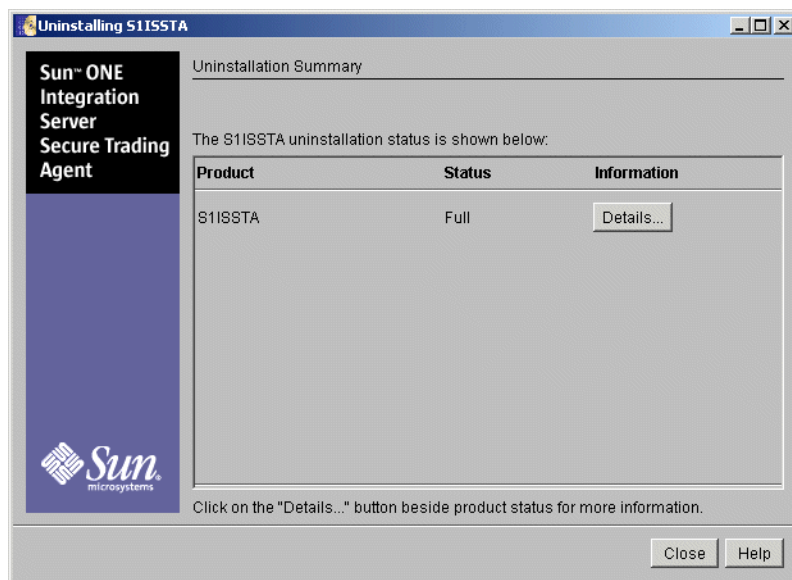 Uninstalling S1ISSTA
Sun™ ONE
Integration
Server
Secure Trading
Agent
Uninstallation Summary
The S1ISSTA uninstallation status is shown below:
Product Status Information
S1ISSTA Full Details...
Sun.
microsystems
Click on the "Details..." button beside product status for more information.
Close Help